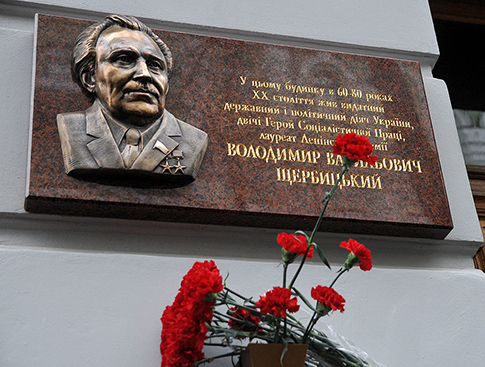 У цьому будинку в 60-80 роках
ХХ століття жив видатний
державний і політичний діяч України,
двічі Герой Соціалістичної Праці,
лауреат
ВОЛОДИМИР
ЩЕРБИЦЬКИЙ